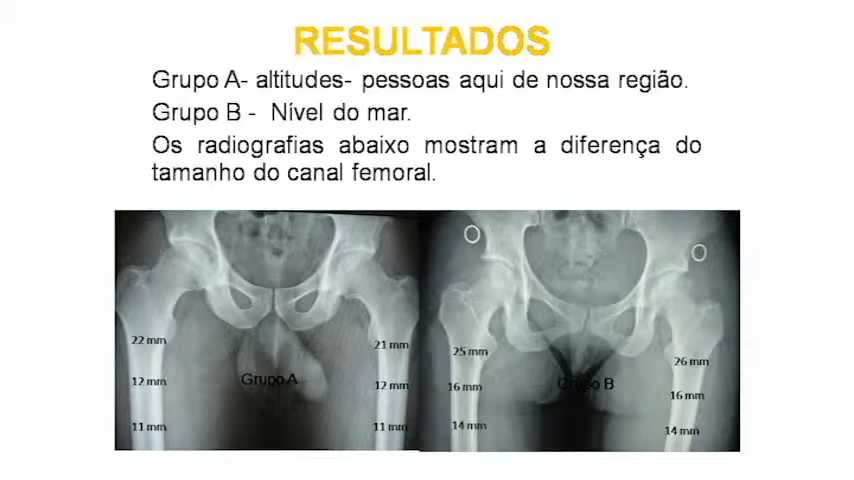 RESULTADOS
Grupo A- altitudes- pessoas aqui de nossa região.
Grupo B - Nível do mar.
Os radiografias abaixo mostram a diferença do
tamanho do canal femoral.
22 mm
21 mm
12 mm
Grupo A
12 mm
11 mm
11 mm
25 mm
26 mm
16 mm
Grupo B
16 mm
14 mm
14 mm